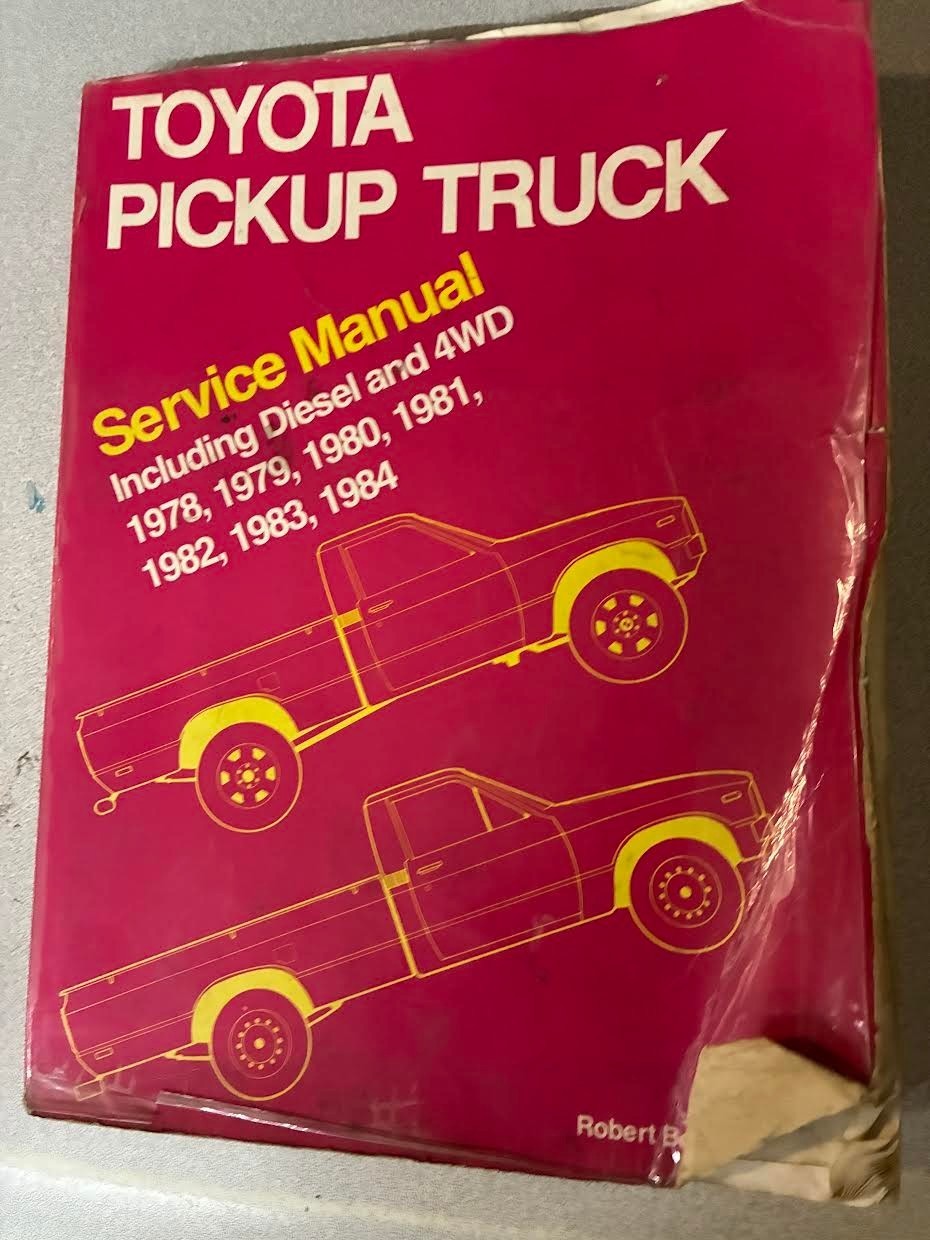 TOYOTA
PICKUP TRUCK
Service Manual
Including Diesel and 4WD
1978, 1979, 1980, 1981,
1982, 1983, 1984
Robert